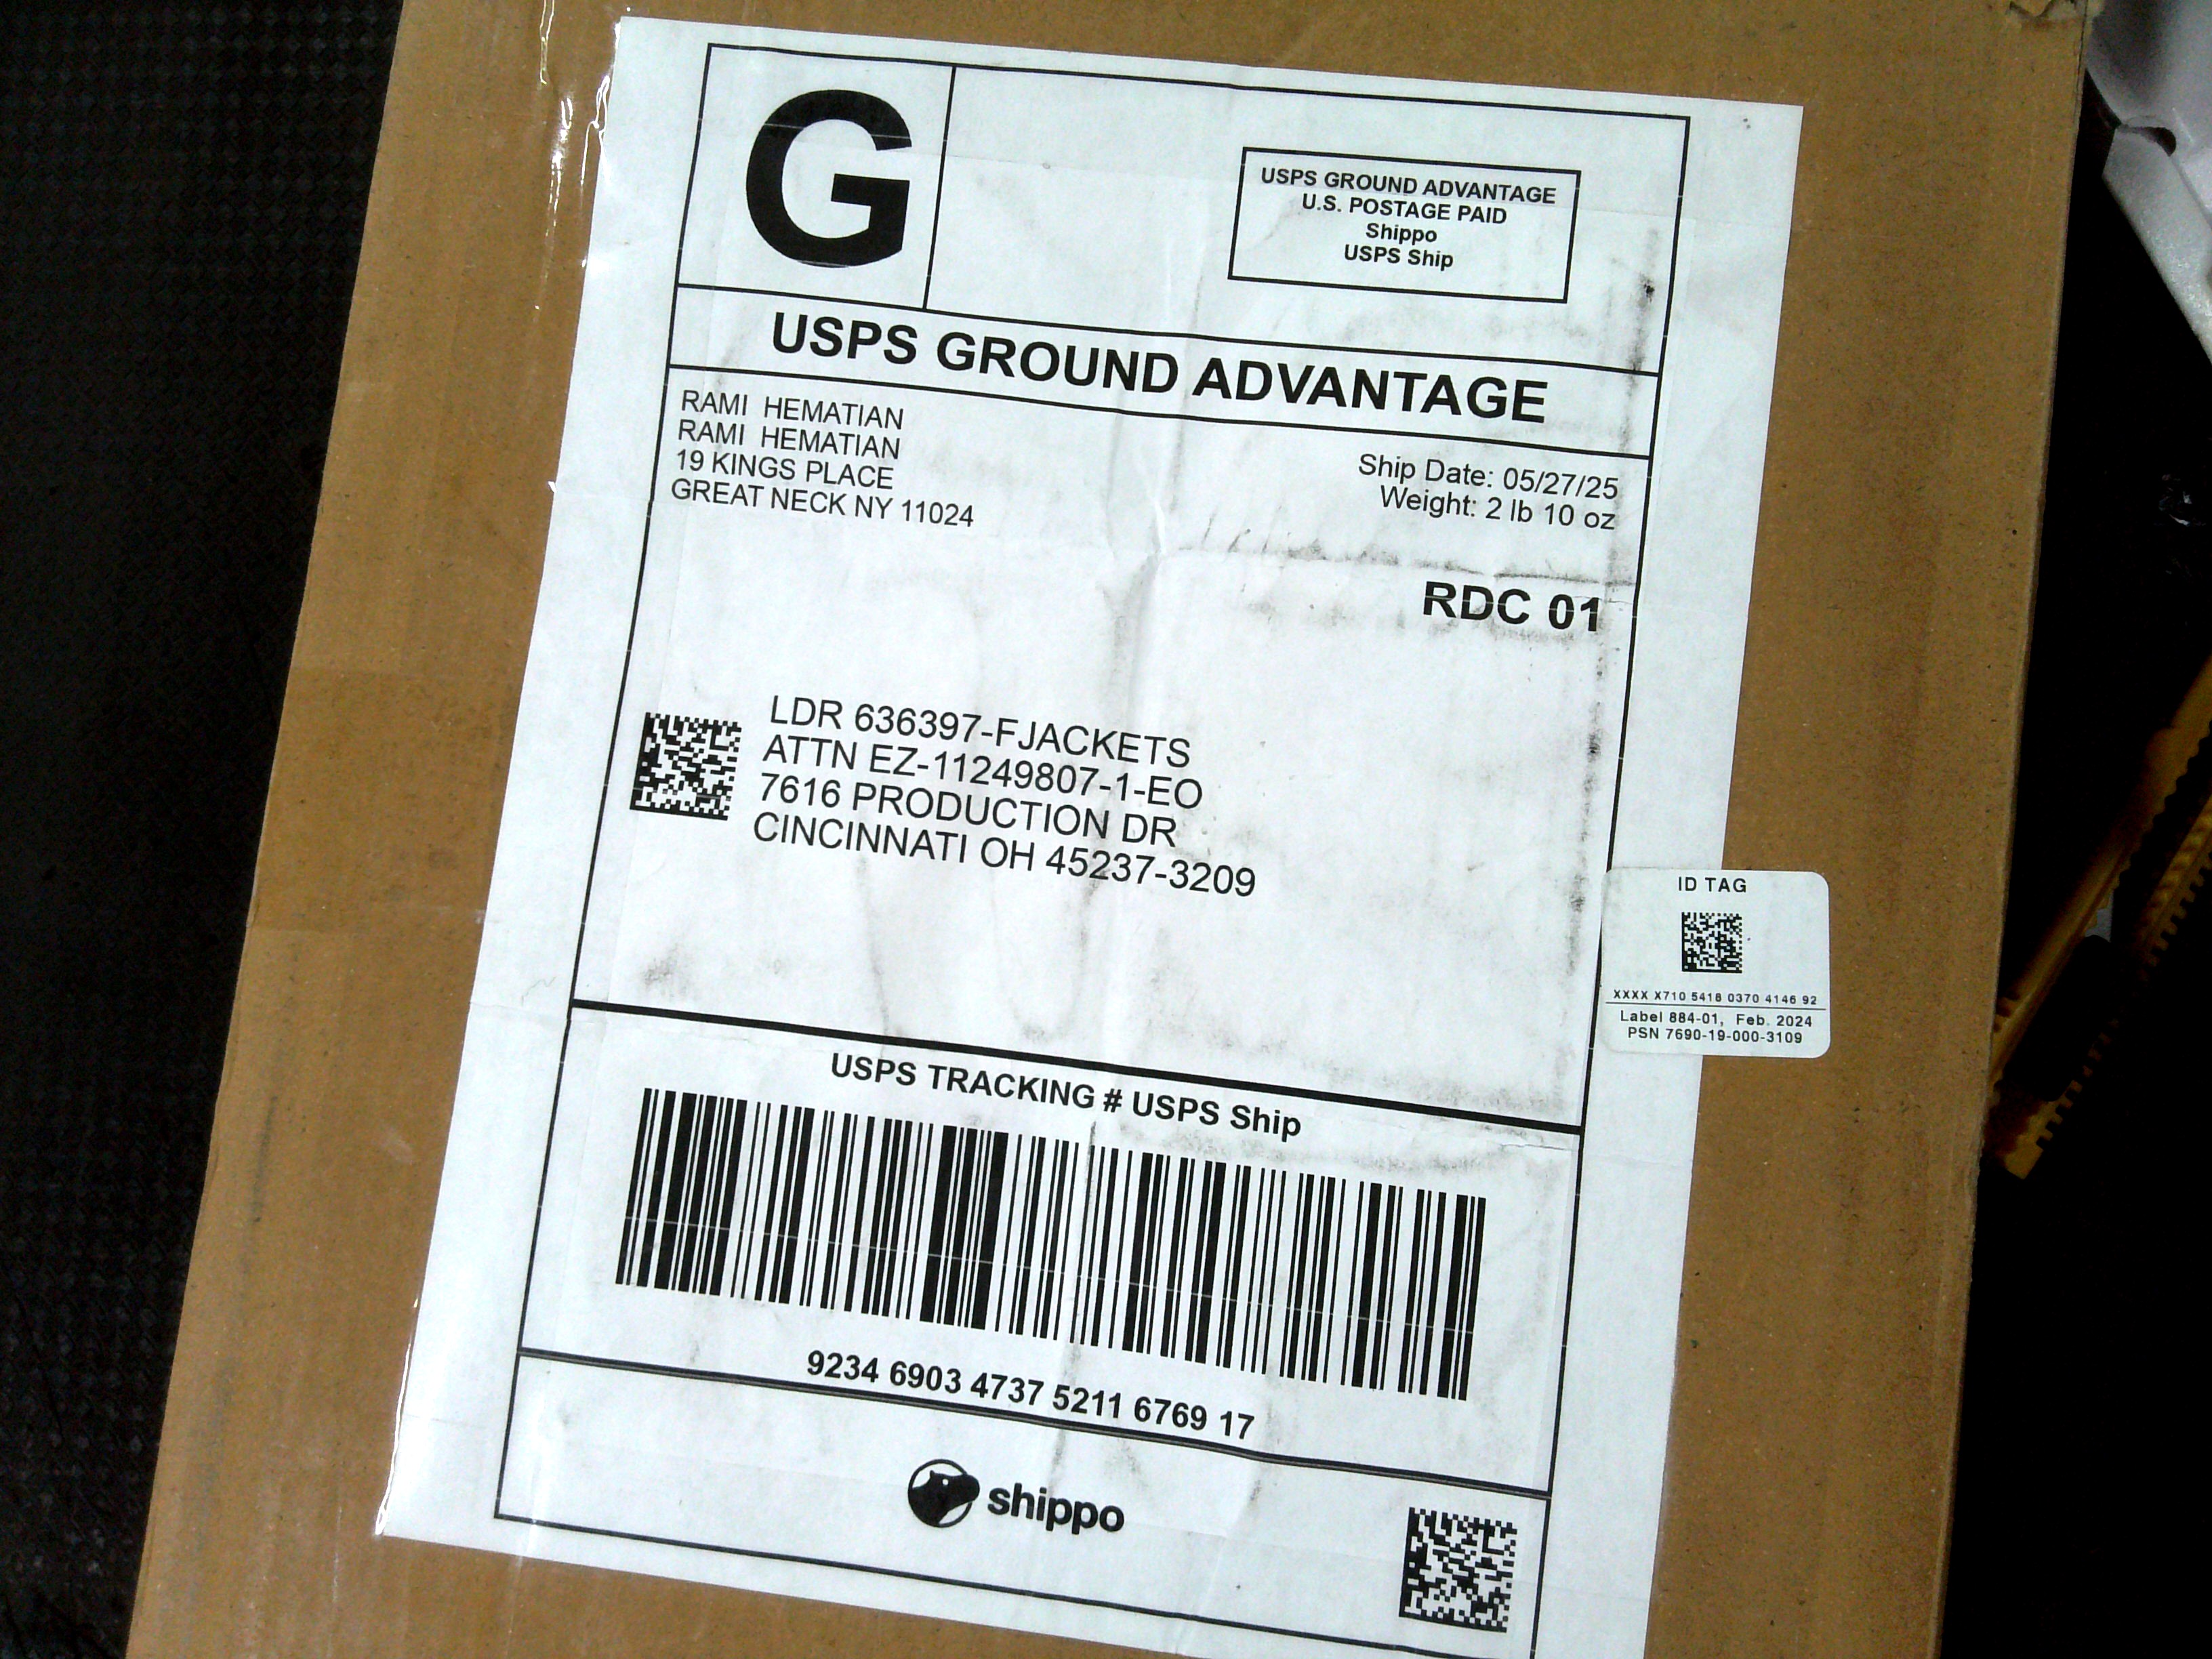 G
USPS GROUND ADVANTAGE
U.S. POSTAGE PAID
Shippo
USPS Ship
USPS GROUND ADVANTAGE
RAMI HEMATIAN
RAMI HEMATIAN
19 KINGS PLACE
GREAT NECK NY 11024
Ship Date: 05/27/25
Weight: 2 lb 10 oz
RDC 01
LDR 636397-FJACKETS
ATTN EZ-11249807-1-EO
7616 PRODUCTION DR
CINCINNATI OH 45237-3209
ID TAG
XXXX X710 5418 0370 4146 92
Label 884-01, Feb. 2024
PSN 7690-19-000-3109
USPS TRACKING # USPS Ship
9234 6903 4737 5211 6769 17
shippo